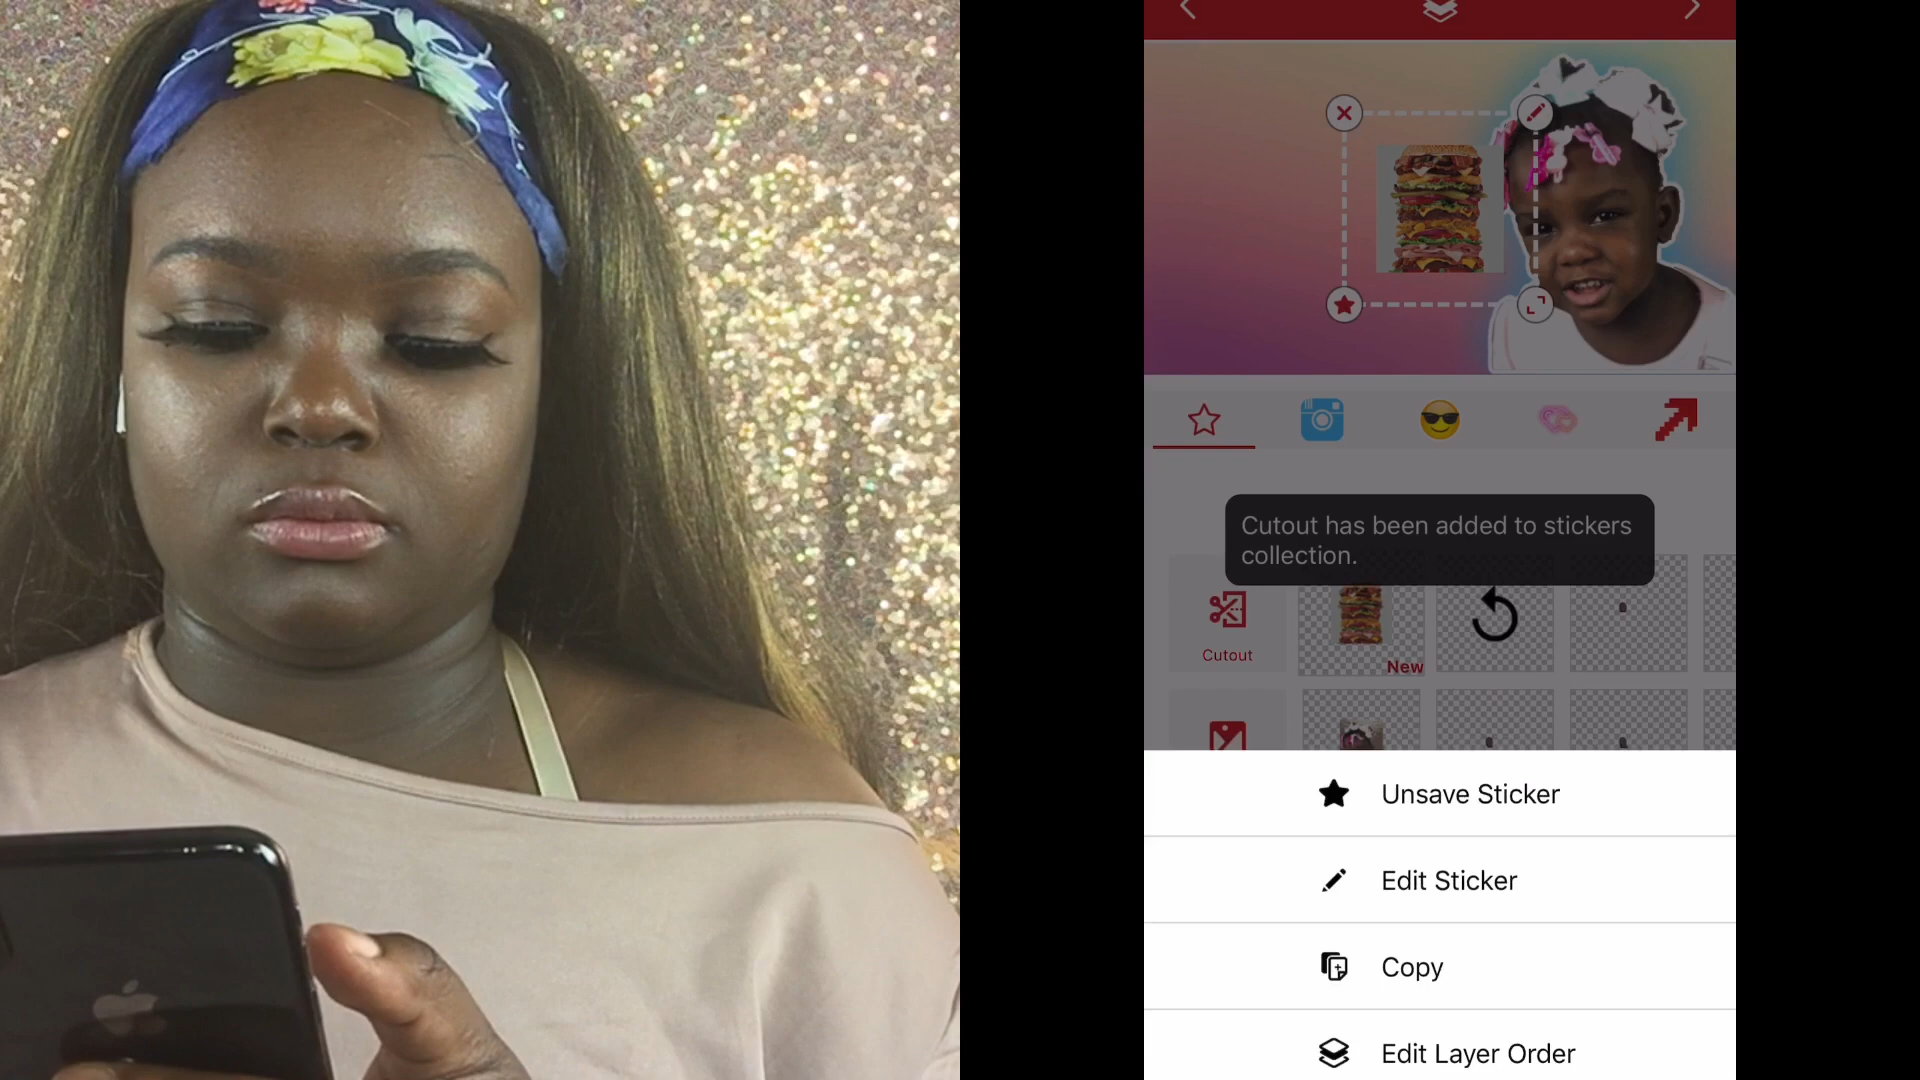 Cutout has been added to stickers
collection.
Cutout
New
Unsave Sticker
Edit Sticker
Copy
Edit Layer Order